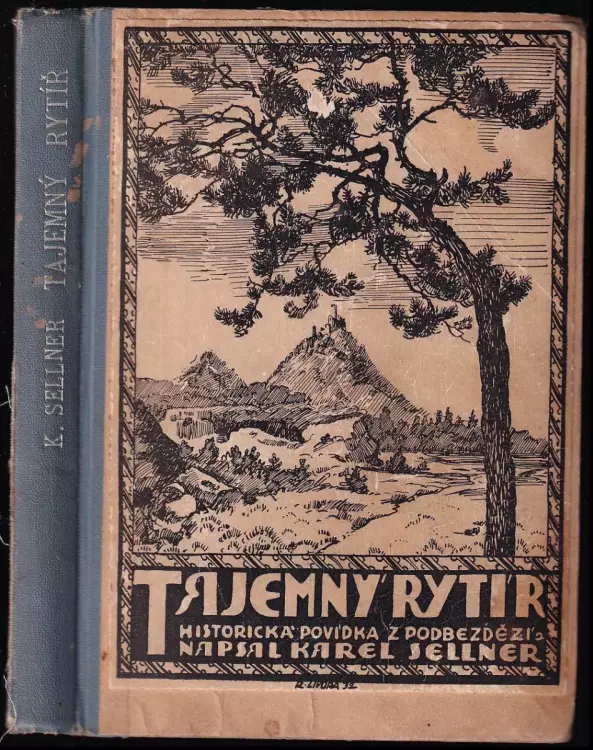 K. SELLNER TAJEMNÝ RYTÍŘ
TAJEMNÝ RYTÍŘ
HISTORICKÁ POVÍDKA Z PODBEZDĚZÍ
NAPSAL KAREL SELLNER